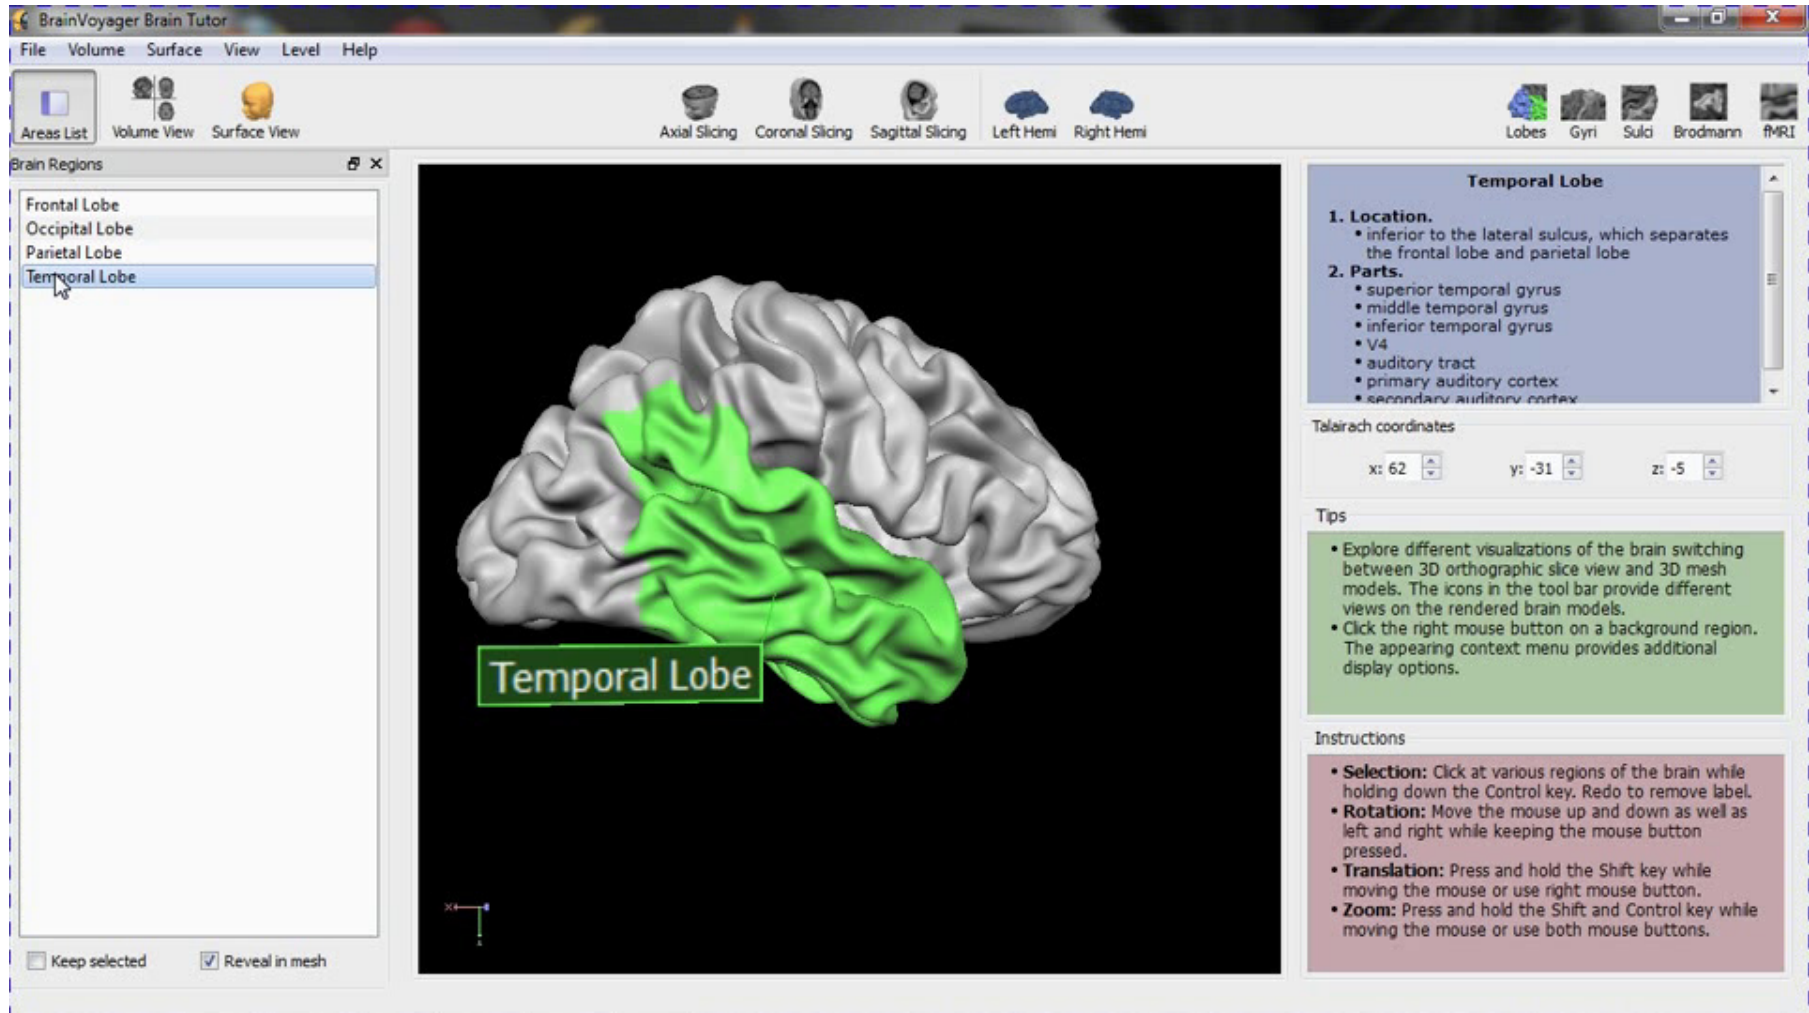 BrainVoyager Brain Tutor
File Volume Surface View Level Help
Areas List Volume View Surface View Axial Slicing Coronal Slicing Sagittal Slicing Left Hemi Right Hemi Lobes Gyri Sulci Brodmann fMRI
Brain Regions
Frontal Lobe
Occipital Lobe
Parietal Lobe
Temporal Lobe
Keep selected Reveal in mesh
Temporal Lobe
Temporal Lobe
1. Location.
• inferior to the lateral sulcus, which separates
the frontal lobe and parietal lobe
2. Parts.
• superior temporal gyrus
• middle temporal gyrus
• inferior temporal gyrus
• V4
• auditory tract
• primary auditory cortex
• secondary auditory cortex
Talairach coordinates
x: 62 y: -31 z: -5
Tips
• Explore different visualizations of the brain switching
between 3D orthographic slice view and 3D mesh
models. The icons in the tool bar provide different
views on the rendered brain models.
• Click the right mouse button on a background region.
The appearing context menu provides additional
display options.
Instructions
• Selection: Click at various regions of the brain while
holding down the Control key. Redo to remove label.
• Rotation: Move the mouse up and down as well as
left and right while keeping the mouse button
pressed.
• Translation: Press and hold the Shift key while
moving the mouse or use right mouse button.
• Zoom: Press and hold the Shift and Control key while
moving the mouse or use both mouse buttons.